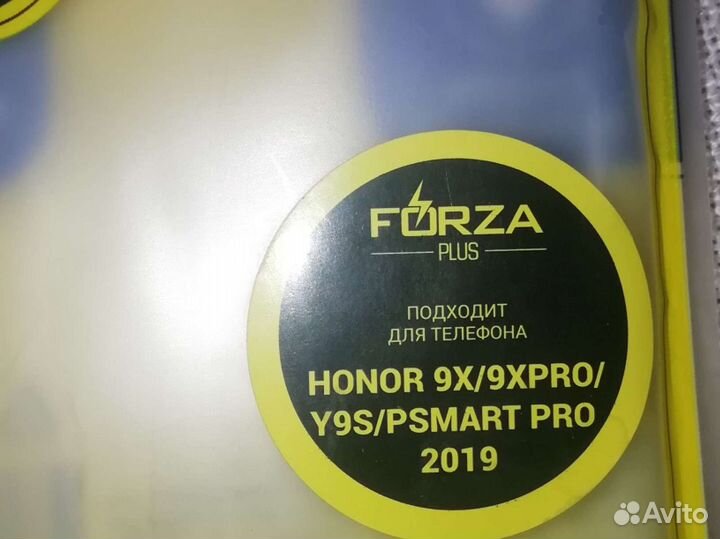 FORZA
PLUS
ПОДХОДИТ
ДЛЯ ТЕЛЕФОНА
HONOR 9X/9XPRO/
Y9S/PSMART PRO
2019
Avito